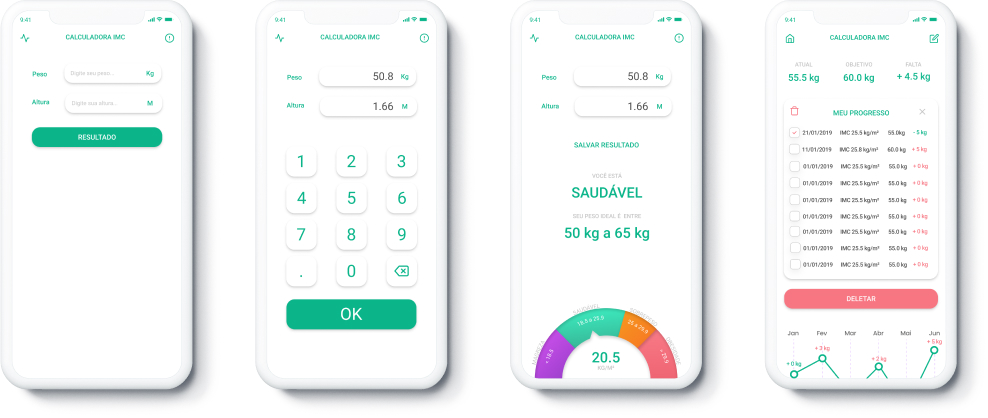 9:41
CALCULADORA IMC
Peso
Digite seu peso...
Kg
Altura
Digite sua altura...
M
RESULTADO
9:41
CALCULADORA IMC
Peso
50.8 Kg
Altura
1.66 M
1 2 3
4 5 6
7 8 9
. 0
OK
9:41
CALCULADORA IMC
Peso
50.8 Kg
Altura
1.66 M
SALVAR RESULTADO
VOCÊ ESTÁ
SAUDÁVEL
SEU PESO IDEAL É ENTRE
50 kg a 65 kg
SAUDÁVEL
18,5 a 24,9
25 a 29,9
20.5
KG/M²
9:41
CALCULADORA IMC
ATUAL OBJETIVO FALTA
55.5 kg 60.0 kg + 4.5 kg
MEU PROGRESSO
21/01/2019 IMC 25.5 kg/m² 55.0kg - 5 kg
11/01/2019 IMC 25.8 kg/m² 60.0 kg + 5 kg
01/01/2019 IMC 25.5 kg/m² 55.0 kg + 0 kg
01/01/2019 IMC 25.5 kg/m² 55.0 kg + 0 kg
01/01/2019 IMC 25.5 kg/m² 55.0 kg + 0 kg
01/01/2019 IMC 25.5 kg/m² 55.0 kg + 0 kg
01/01/2019 IMC 25.5 kg/m² 55.0 kg + 0 kg
01/01/2019 IMC 25.5 kg/m² 55.0 kg + 0 kg
01/01/2019 IMC 25.5 kg/m² 55.0 kg + 0 kg
DELETAR
Jan Fev Mar Abr Mai Jun
+ 0 kg + 3 kg + 2 kg + 5 kg